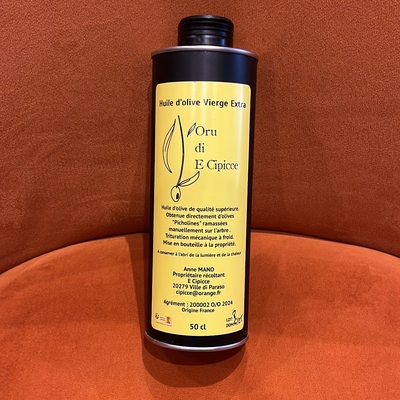 Huile d'olive Vierge Extra
Oru
di
E Cipicce
Huile d'olive de qualité supérieure.
Obtenue directement d'olives
"Picholines" ramassées
manuellement sur l'arbre.
Trituration mécanique à froid.
Mise en bouteille à la propriété.
A conserver à l'abri de la lumière et de la chaleur
Anne MANO
Propriétaire récoltant
E Cipicce
20279 Ville di Paraso
cipicce@orange.fr
Agrément : 200002 O/O 2024
Origine France
50 cl